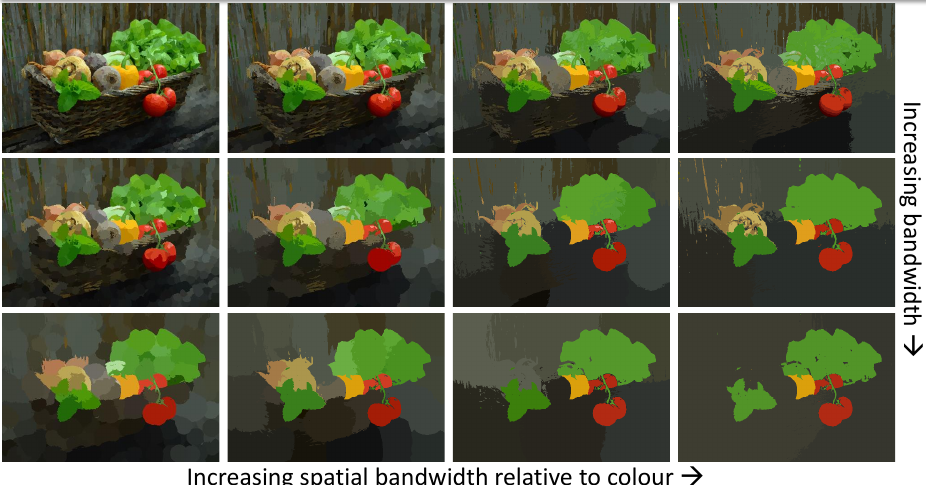 Increasing bandwidth →
Increasing spatial bandwidth relative to colour →